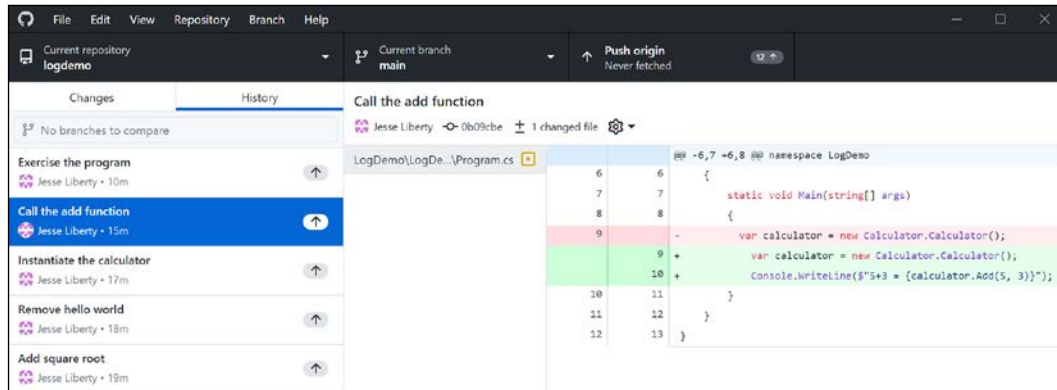 File Edit View Repository Branch Help
Current repository
logdemo
Current branch
main
Push origin
Never fetched
12
Changes History
No branches to compare
Exercise the program
Jesse Liberty • 10m
Call the add function
Jesse Liberty • 15m
Instantiate the calculator
Jesse Liberty • 17m
Remove hello world
Jesse Liberty • 18m
Add square root
Jesse Liberty • 19m
Call the add function
Jesse Liberty 0b09cbe 1 changed file
LogDemo\LogDe...\Program.cs
@@ -6,7 +6,8 @@ namespace LogDemo
6 6 {
7 7 static void Main(string[] args)
8 8 {
9 - var calculator = new Calculator.Calculator();
9 + var calculator = new Calculator.Calculator();
10 + Console.WriteLine($"5+3 = {calculator.Add(5, 3)}");
10 11 }
11 12 }
12 13 }